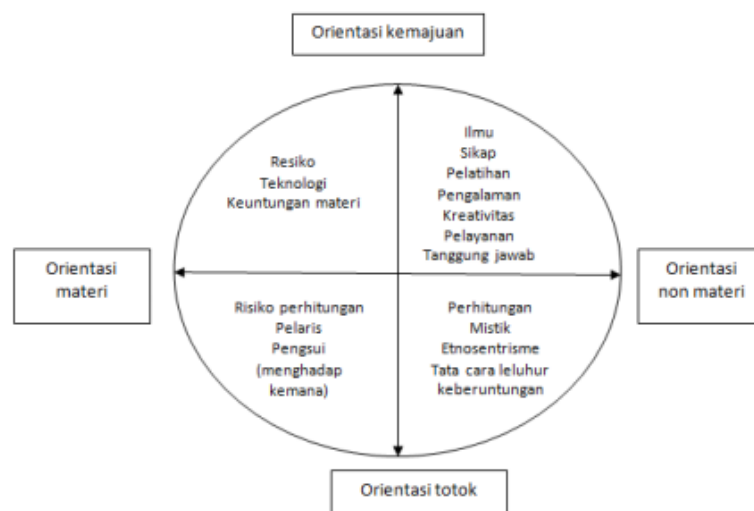 Orientasi kemajuan
Resiko
Teknologi
Keuntungan materi
Ilmu
Sikap
Pelatihan
Pengalaman
Kreativitas
Pelayanan
Tanggung jawab
Orientasi
materi
Orientasi
non materi
Risiko perhitungan
Pelaris
Pengsui
(menghadap
kemana)
Perhitungan
Mistik
Etnosentrisme
Tata cara leluhur
keberuntungan
Orientasi totok